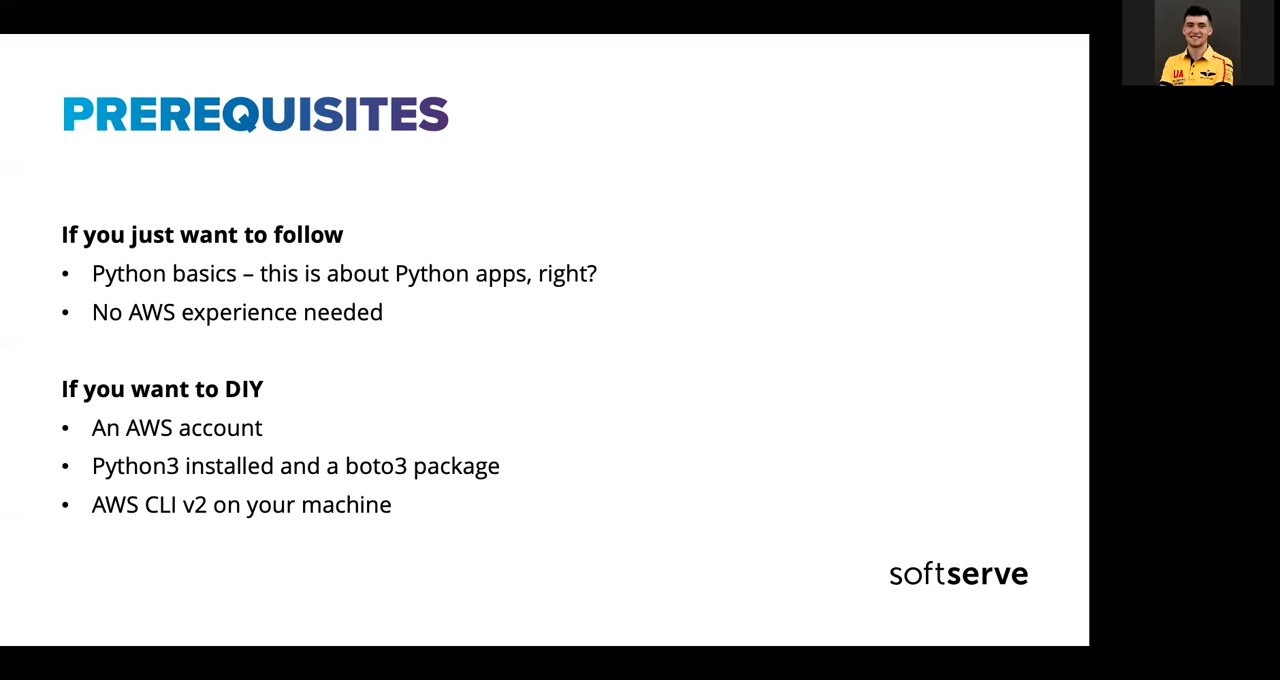 PREREQUISITES
If you just want to follow
• Python basics – this is about Python apps, right?
• No AWS experience needed
If you want to DIY
• An AWS account
• Python3 installed and a boto3 package
• AWS CLI v2 on your machine
softserve
UA